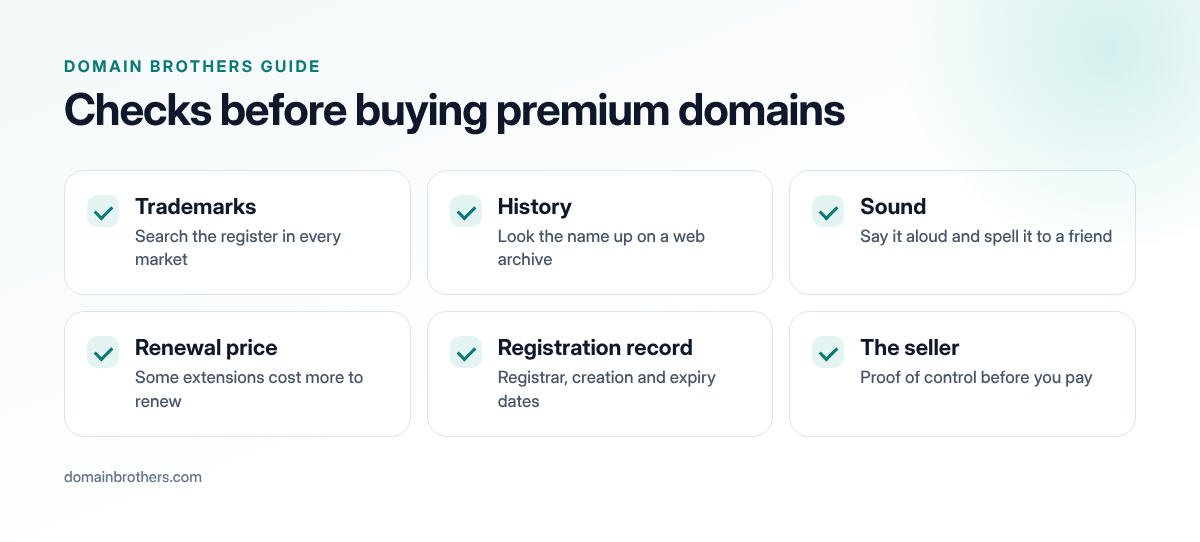 DOMAIN BROTHERS GUIDE
Checks before buying premium domains
Trademarks
Search the register in every
market
History
Look the name up on a web
archive
Sound
Say it aloud and spell it to a friend
Renewal price
Some extensions cost more to
renew
Registration record
Registrar, creation and expiry
dates
The seller
Proof of control before you pay
domainbrothers.com